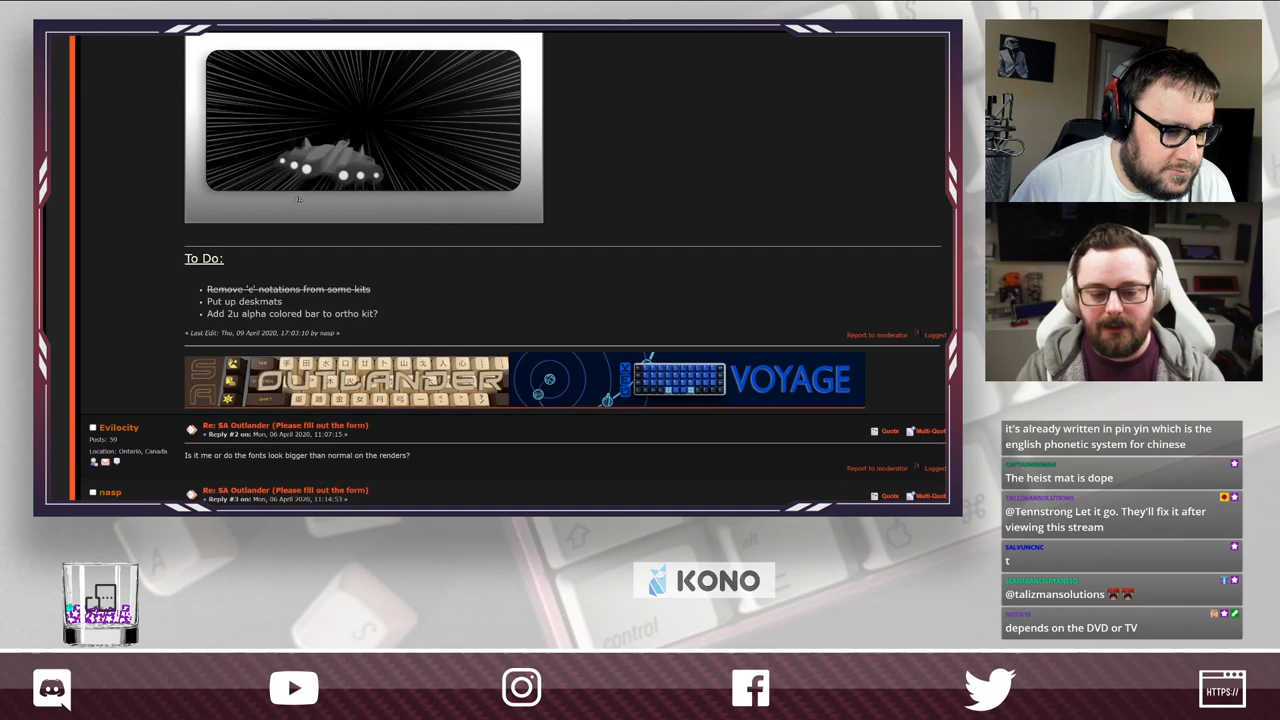 To Do:
Remove 'c' notations from some kits
Put up deskmats
Add 2u alpha colored bar to ortho kit?
« Last Edit: Thu, 09 April 2020, 17:03:10 by nasp »
Report to moderator
Logged
SA
OUTLANDER
VOYAGE
Evilocity
Posts: 59
Location: Ontario, Canada
Re: SA Outlander (Please fill out the form)
« Reply #2 on: Mon, 06 April 2020, 11:07:15 »
Quote
Multi-Quot
Is it me or do the fonts look bigger than normal on the renders?
Report to moderator
Logged
nasp
Re: SA Outlander (Please fill out the form)
« Reply #3 on: Mon, 06 April 2020, 11:14:53 »
Quote
Multi-Quot
it's already written in pin yin which is the
english phonetic system for chinese
The heist mat is dope
TALIZMANSOLUTIONS
@Tennstrong Let it go. They'll fix it after
viewing this stream
SALVUNCNC
t
@talizmansolutions
depends on the DVD or TV
KONO
alt
control
HTTPS://